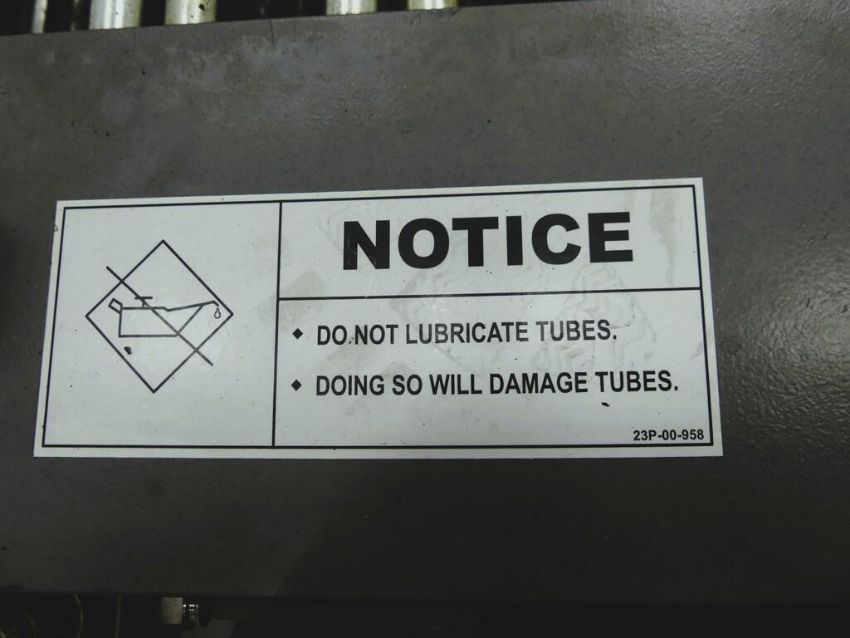 NOTICE
◆ DO NOT LUBRICATE TUBES.
◆ DOING SO WILL DAMAGE TUBES.
23P-00-958